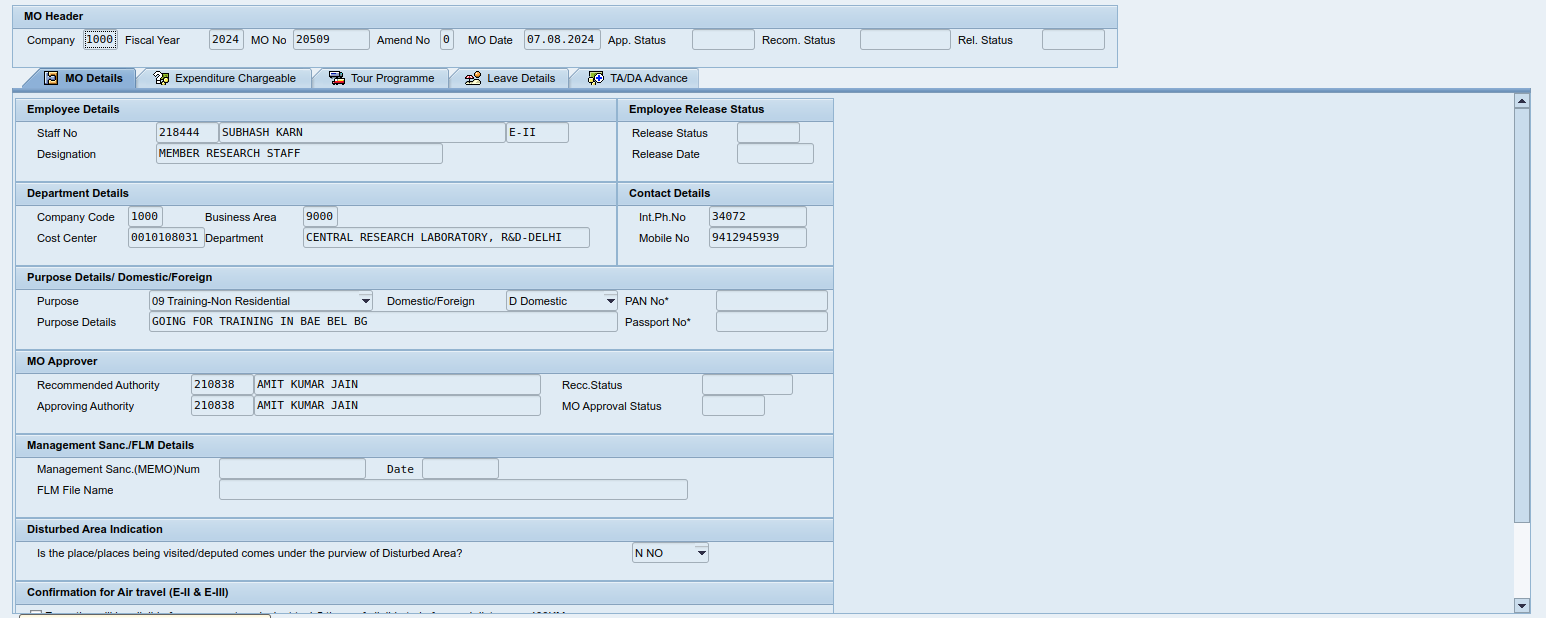 MO Header
Company 1000 Fiscal Year 2024 MO No 20509 Amend No 0 MO Date 07.08.2024 App. Status Recom. Status Rel. Status
MO Details Expenditure Chargeable Tour Programme Leave Details TA/DA Advance
Employee Details Employee Release Status
Staff No 218444 SUBHASH KARN E-II Release Status
Designation MEMBER RESEARCH STAFF Release Date
Department Details Contact Details
Company Code 1000 Business Area 9000 Int.Ph.No 34072
Cost Center 0010108031 Department CENTRAL RESEARCH LABORATORY, R&D-DELHI Mobile No 9412945939
Purpose Details/ Domestic/Foreign
Purpose 09 Training-Non Residential Domestic/Foreign D Domestic PAN No*
Purpose Details GOING FOR TRAINING IN BAE BEL BG Passport No*
MO Approver
Recommended Authority 210838 AMIT KUMAR JAIN Recc.Status
Approving Authority 210838 AMIT KUMAR JAIN MO Approval Status
Management Sanc./FLM Details
Management Sanc.(MEMO)Num Date
FLM File Name
Disturbed Area Indication
Is the place/places being visited/deputed comes under the purview of Disturbed Area? N NO
Confirmation for Air travel (E-II & E-III)